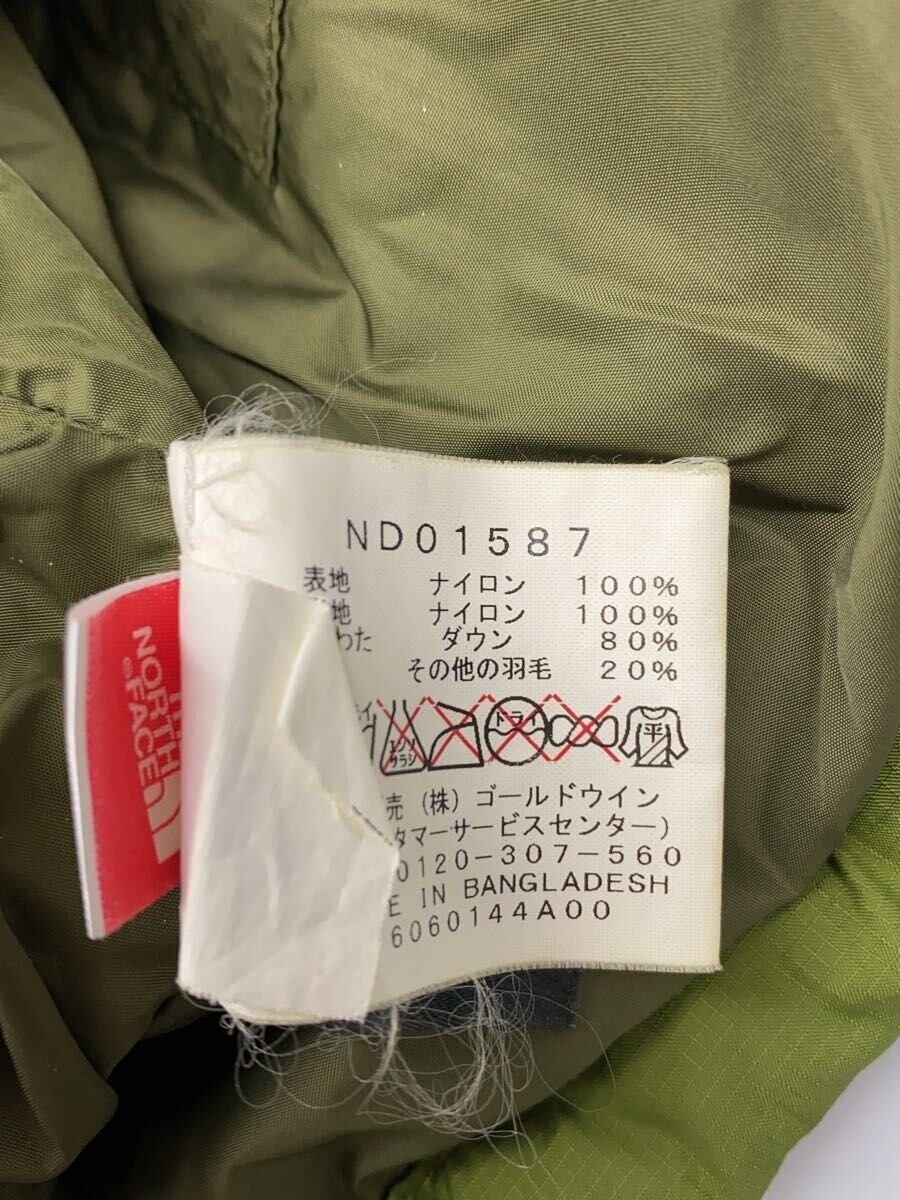 ND01587
表地 ナイロン 100%
地 ナイロン 100%
わた ダウン 80%
その他の羽毛 20%
イ
エンソ
サラシ
ドライ
平
売 (株) ゴールドウイン
タマーサービスセンター)
0120-307-560
E IN BANGLADESH
6060144A00
NORTH
FACE